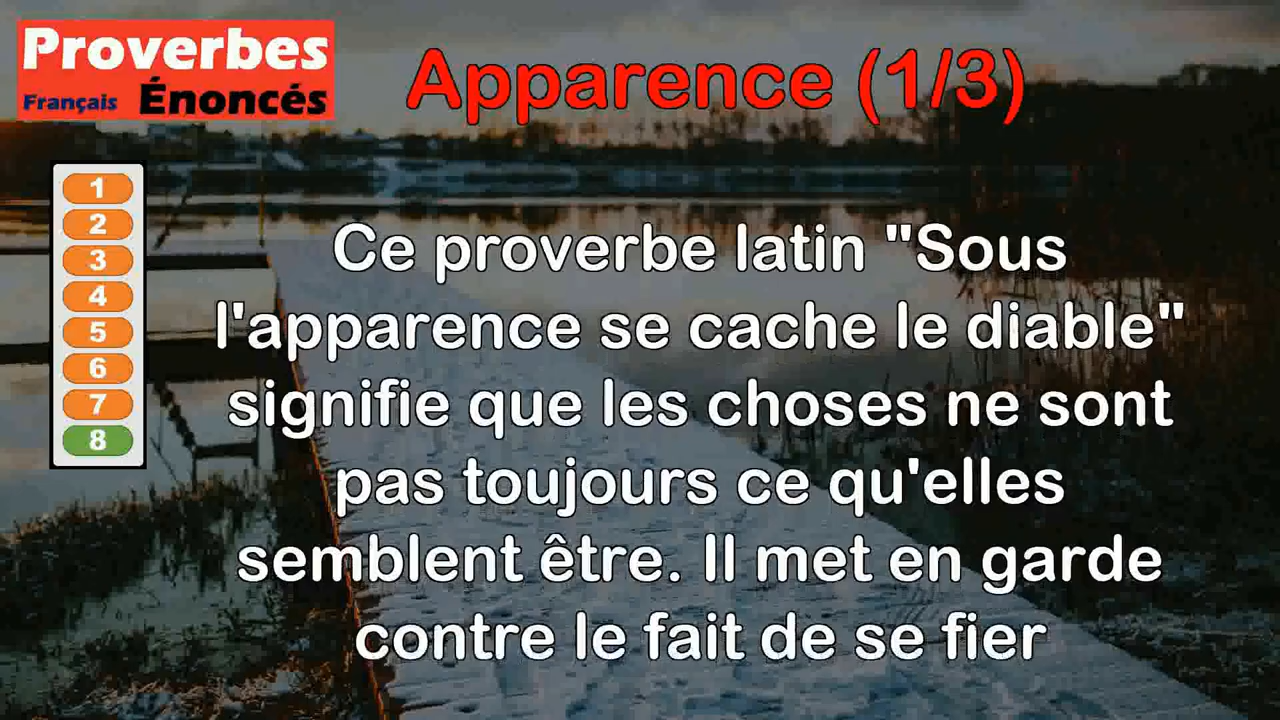 Proverbes
Français Énoncés
Apparence (1/3)
1
2
3
4
5
6
7
8
Ce proverbe latin "Sous
l'apparence se cache le diable"
signifie que les choses ne sont
pas toujours ce qu'elles
semblent être. Il met en garde
contre le fait de se fier